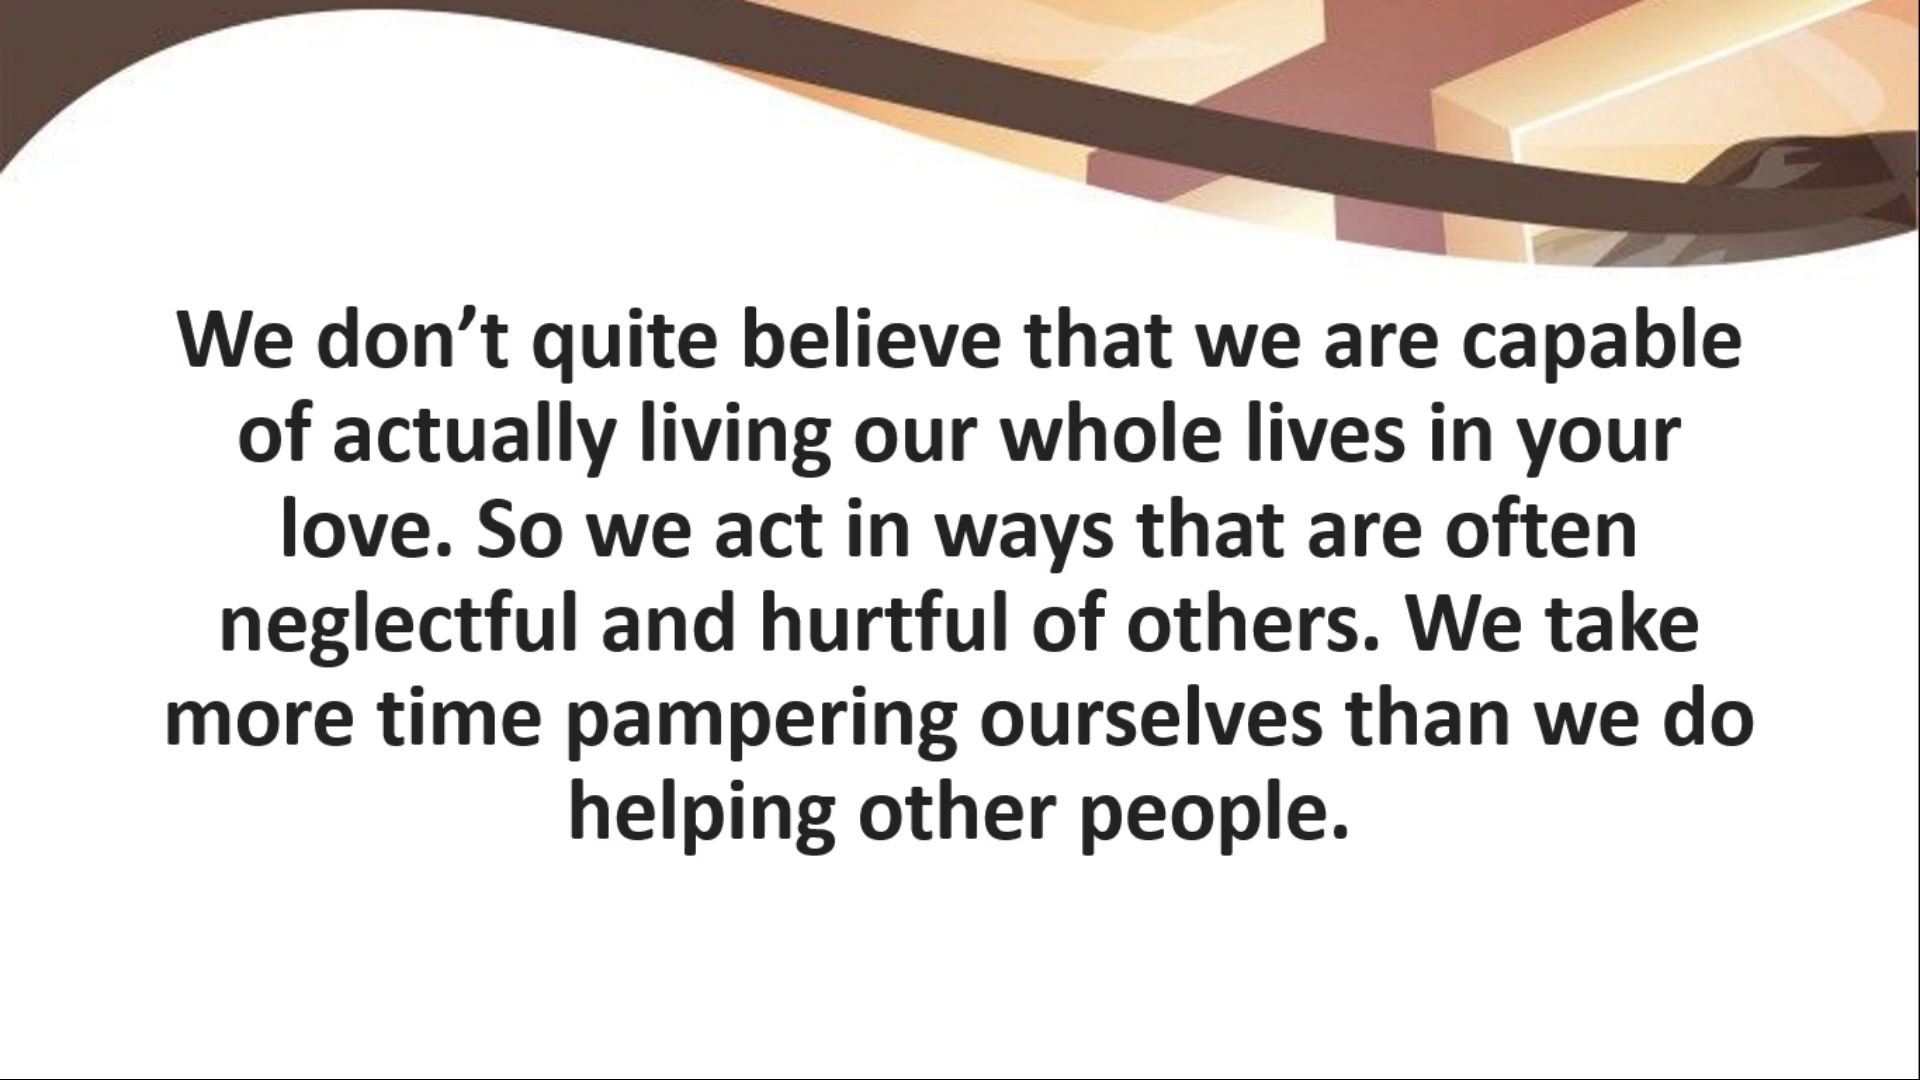 We don’t quite believe that we are capable
of actually living our whole lives in your
love. So we act in ways that are often
neglectful and hurtful of others. We take
more time pampering ourselves than we do
helping other people.